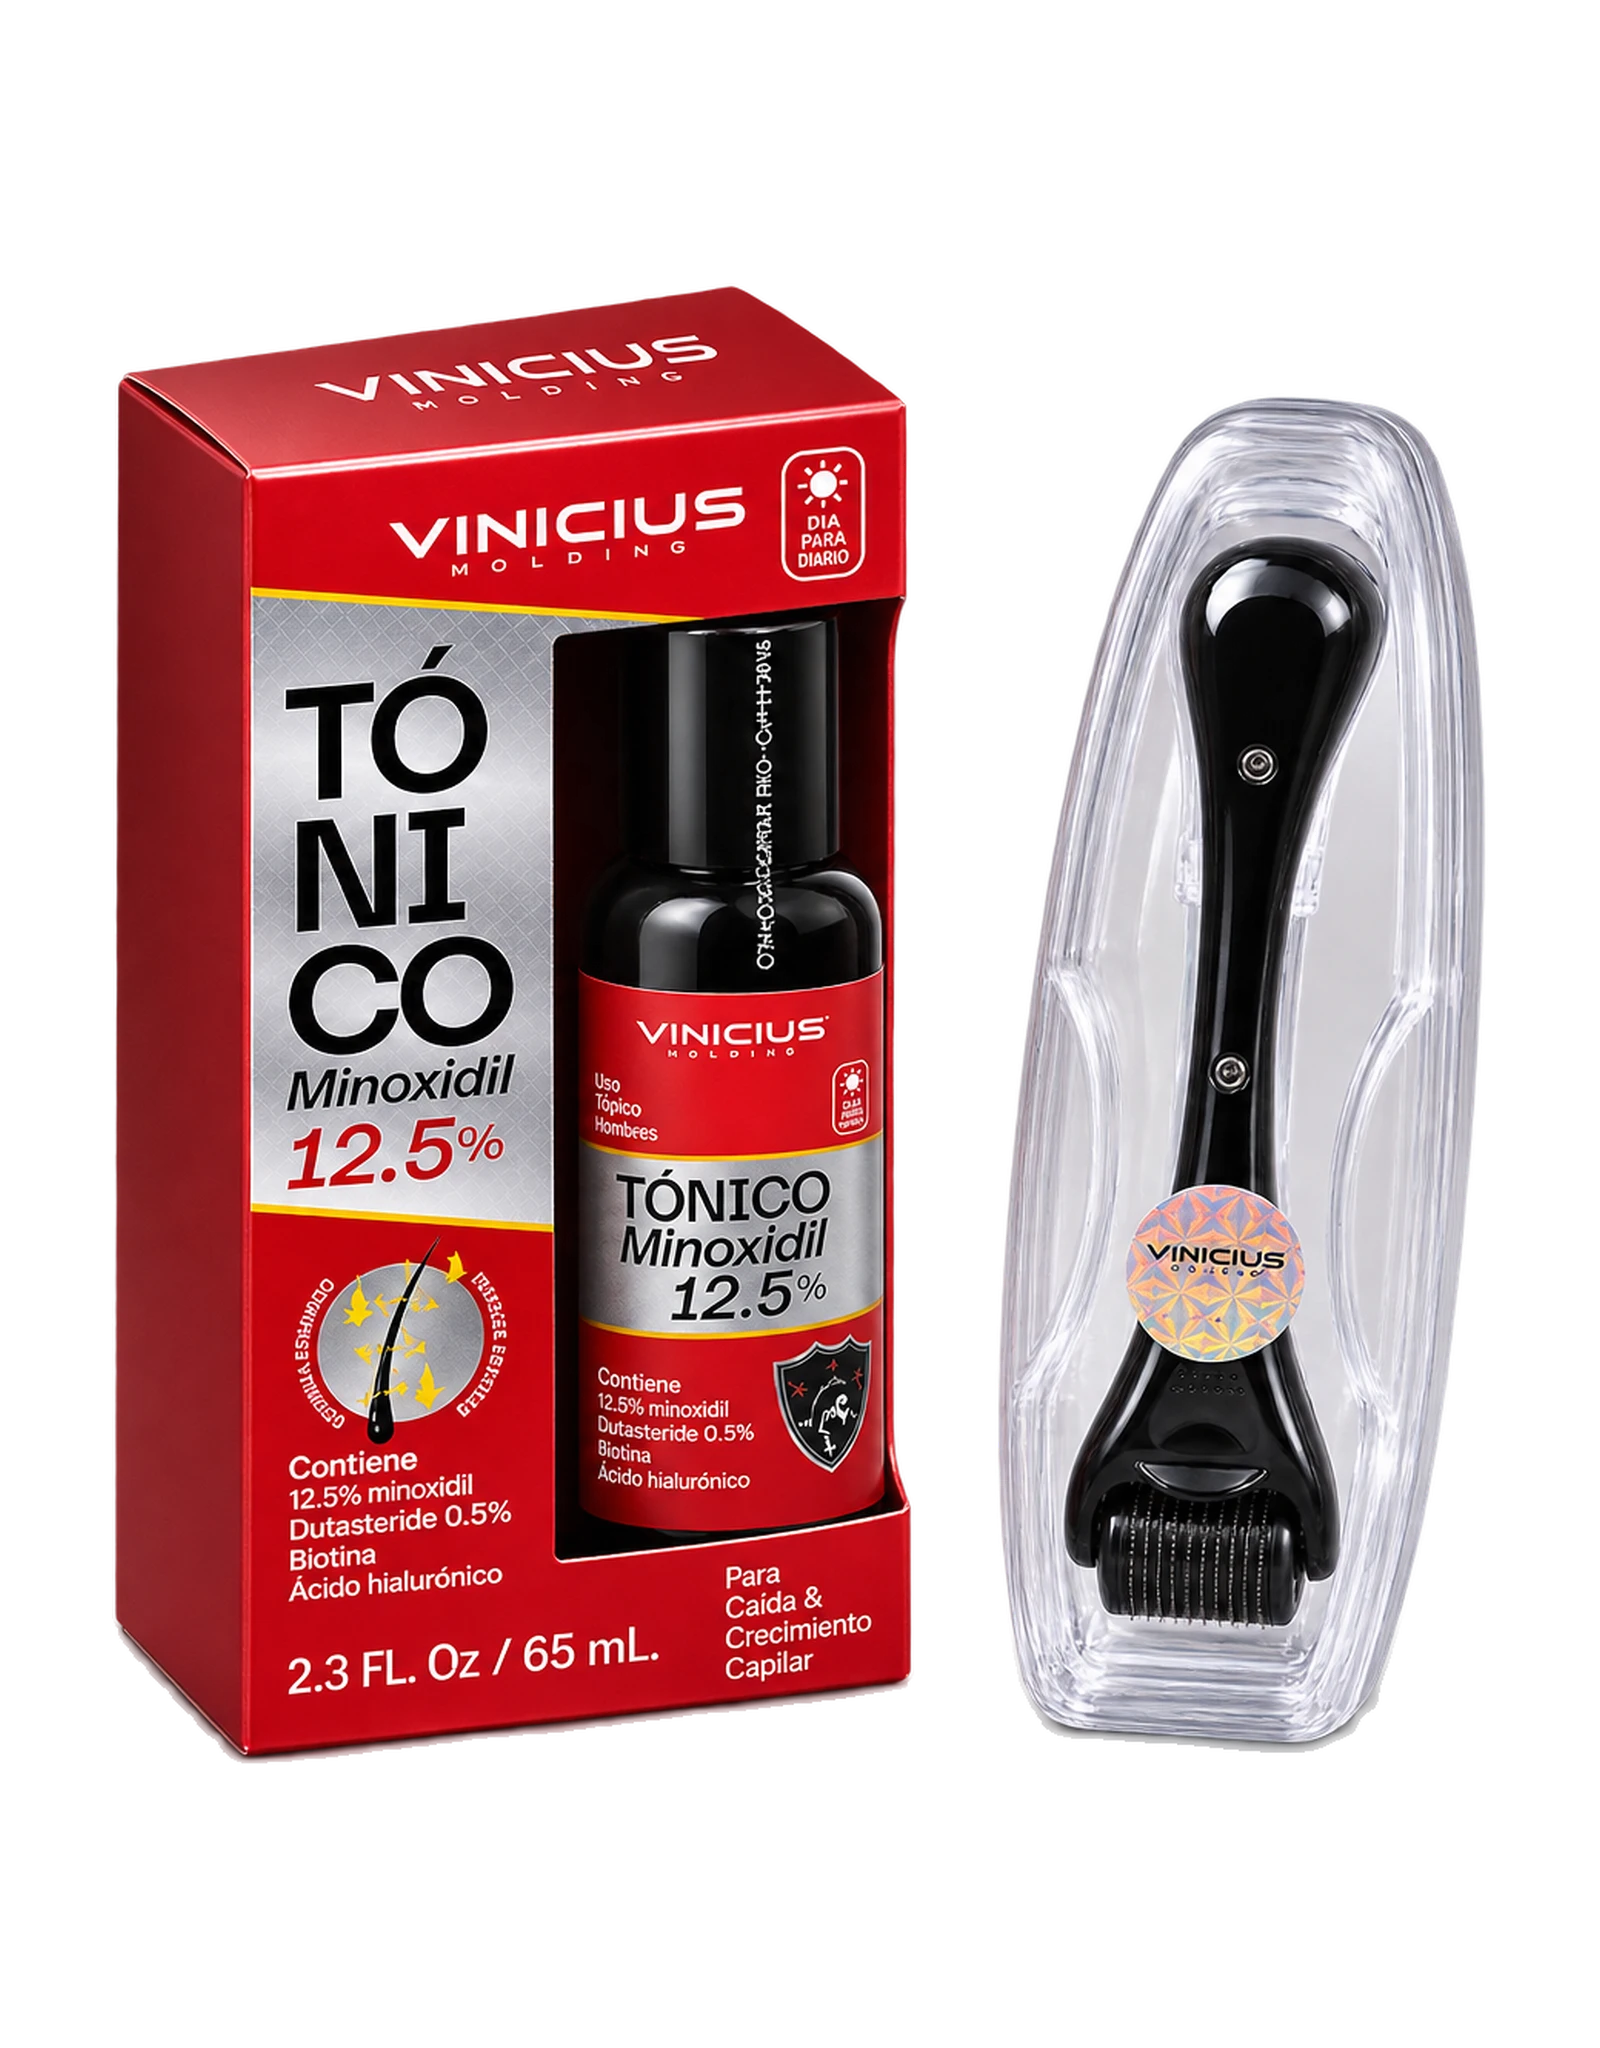 VINICIUS
MOLDING
VINICIUS
MOLDING
DIA
PARA
DIARIO
TÓ
NI
CO
Minoxidil
12.5%
Contiene
12.5% minoxidil
Dutasteride 0.5%
Biotina
Ácido hialurónico
2.3 FL. Oz / 65 mL.
Para
Caída &
Crecimiento
Capilar
VINICIUS
MOLDING
Uso
Tópico
Hombres
TÓNICO
Minoxidil
12.5%
Contiene
12.5% minoxidil
Dutasteride 0.5%
Biotina
Ácido hialurónico
VINICIUS